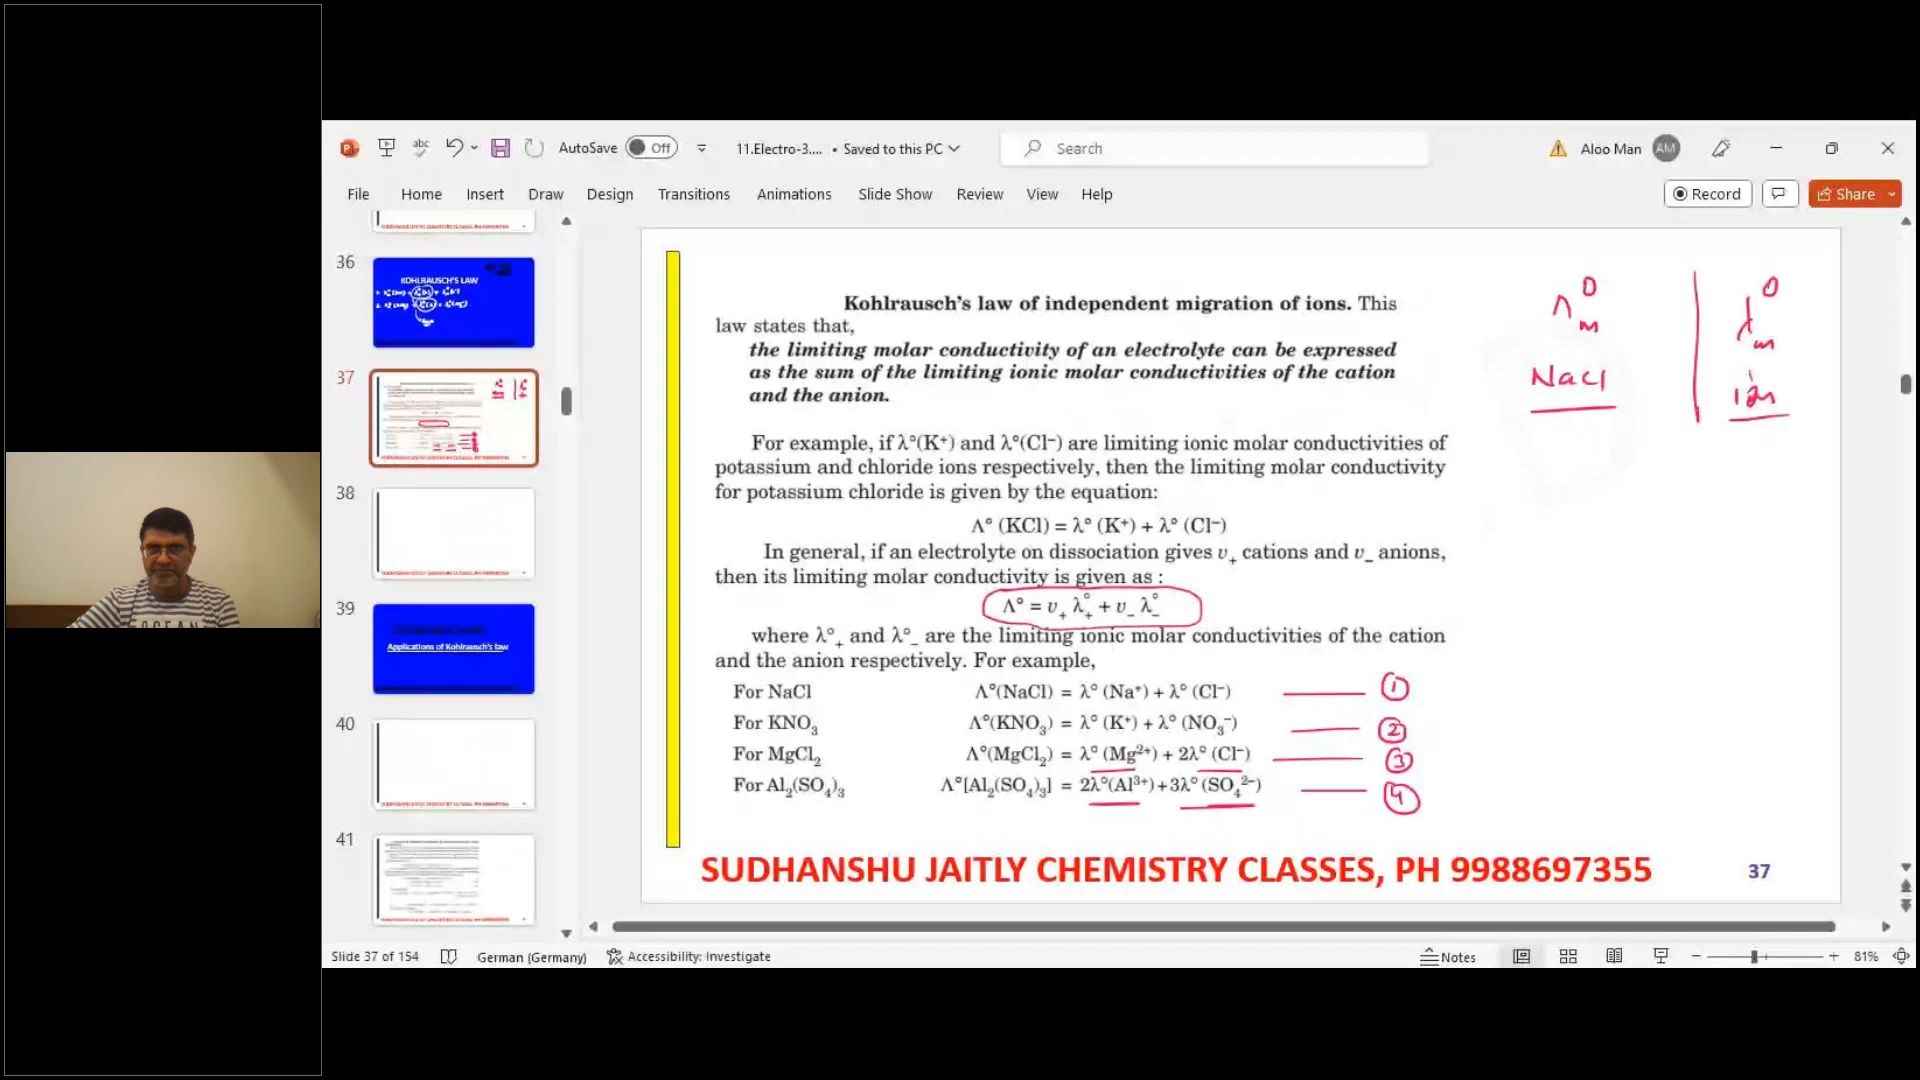 AutoSave Off 11.Electro-3.... • Saved to this PC Search Aloo Man AM
File Home Insert Draw Design Transitions Animations Slide Show Review View Help Record Share
36
KOHLRAUSCH'S LAW
37
38
39
Applications of Kohlrausch's law
40
41
Kohlrausch's law of independent migration of ions. This
law states that,
the limiting molar conductivity of an electrolyte can be expressed
as the sum of the limiting ionic molar conductivities of the cation
and the anion.
For example, if λ°(K⁺) and λ°(Cl⁻) are limiting ionic molar conductivities of
potassium and chloride ions respectively, then the limiting molar conductivity
for potassium chloride is given by the equation:
Λ° (KCl) = λ° (K⁺) + λ° (Cl⁻)
In general, if an electrolyte on dissociation gives υ₊ cations and υ₋ anions,
then its limiting molar conductivity is given as :
Λ° = υ₊ λ°₊ + υ₋ λ°₋
where λ°₊ and λ°₋ are the limiting ionic molar conductivities of the cation
and the anion respectively. For example,
For NaCl Λ°(NaCl) = λ° (Na⁺) + λ° (Cl⁻) ①
For KNO₃ Λ°(KNO₃) = λ° (K⁺) + λ° (NO₃⁻) ②
For MgCl₂ Λ°(MgCl₂) = λ° (Mg²⁺) + 2λ° (Cl⁻) ③
For Al₂(SO₄)₃ Λ°[Al₂(SO₄)₃] = 2λ°(Al³⁺)+3λ° (SO₄²⁻) ④
Λ°m λ°m
NaCl ion
SUDHANSHU JAITLY CHEMISTRY CLASSES, PH 9988697355 37
Slide 37 of 154 German (Germany) Accessibility: Investigate Notes 81%
OCEAN